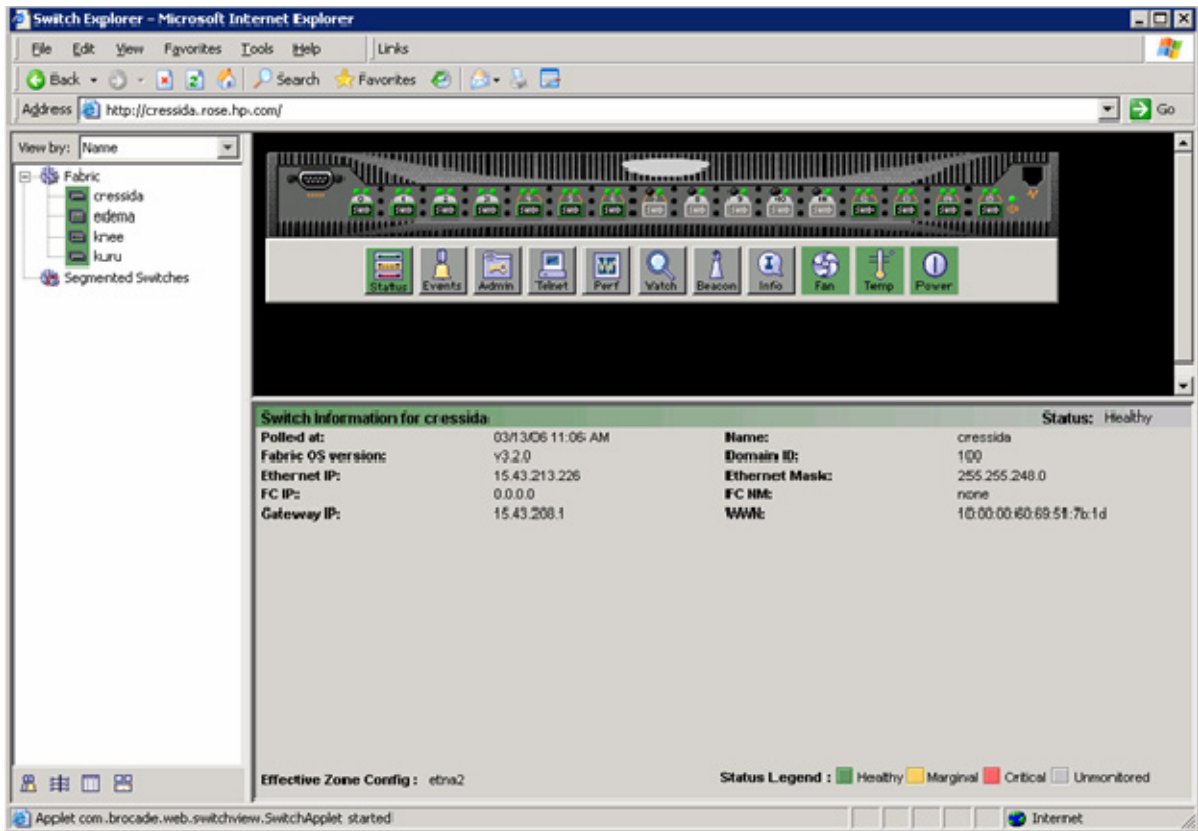 Switch Explorer - Microsoft Internet Explorer
File Edit View Favorites Tools Help Links
Back Search Favorites
Address http://cressida.rose.hp.com/ Go
View by: Name
Fabric
cressida
edema
knee
kuru
Segmented Switches
Status Events Admin Telnet Perf Watch Beacon Info Fan Temp Power
Switch Information for cressida Status: Healthy
Polled at: 03/13/06 11:06 AM Name: cressida
Fabric OS version: v3.2.0 Domain ID: 100
Ethernet IP: 15.43.213.226 Ethernet Mask: 255.255.248.0
FC IP: 0.0.0.0 FC NM: none
Gateway IP: 15.43.208.1 WWN: 10:00:00:60:69:51:7b:1d
Effective Zone Config : etna2 Status Legend : Healthy Marginal Critical Unmonitored
Applet com.brocade.web.switchview.SwitchApplet started Internet